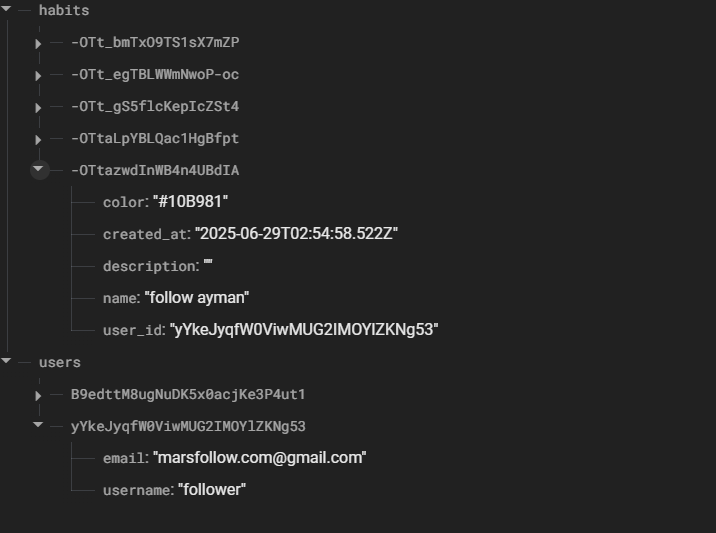 habits
-OTt_bmTxO9TS1sX7mZP
-OTt_egTBLWWmNwoP-oc
-OTt_gS5flcKepIcZSt4
-OTtaLpYBLQac1HgBfpt
-OTtazwdInWB4n4UBdIA
color: "#10B981"
created_at: "2025-06-29T02:54:58.522Z"
description: ""
name: "follow ayman"
user_id: "yYkeJyqfW0ViwMUG2IMOYlZKNg53"
users
B9edttM8ugNuDK5x0acjKe3P4ut1
yYkeJyqfW0ViwMUG2IMOYlZKNg53
email: "marsfollow.com@gmail.com"
username: "follower"